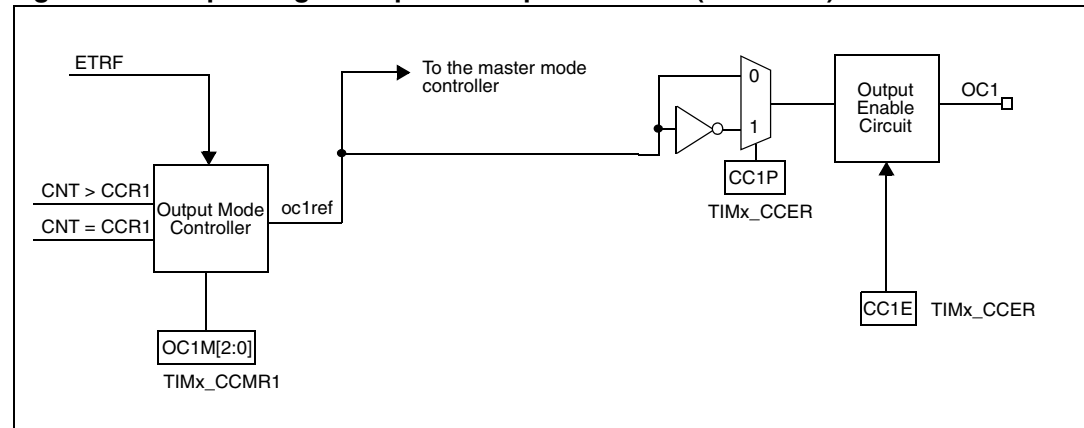 ETRF
To the master mode
controller
0
1
Output
Enable
Circuit
OC1
CNT > CCR1
CNT = CCR1
Output Mode
Controller
oc1ref
CC1P
TIMx_CCER
CC1E
TIMx_CCER
OC1M[2:0]
TIMx_CCMR1